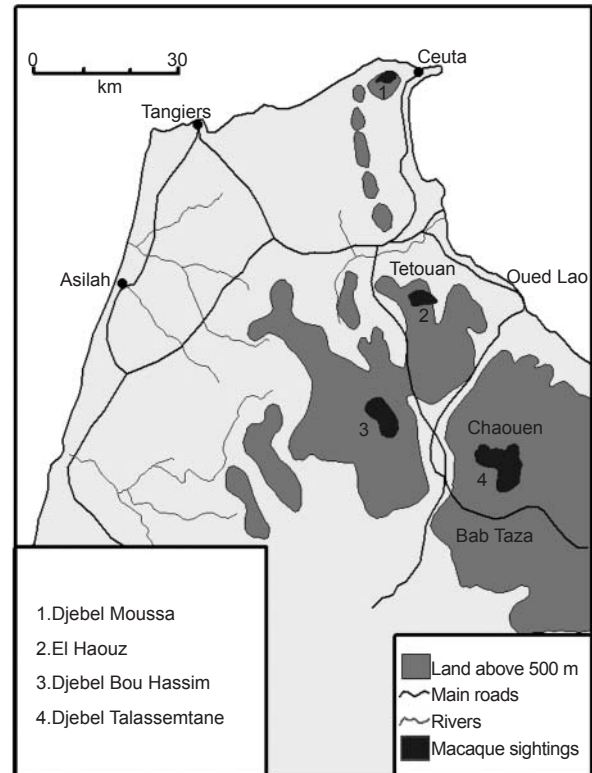 0 30
km
Ceuta
1
Tangiers
Asilah
Tetouan
Oued Lao
2
3
Chaouen
4
Bab Taza
1.Djebel Moussa
2.El Haouz
3.Djebel Bou Hassim
4.Djebel Talassemtane
Land above 500 m
Main roads
Rivers
Macaque sightings